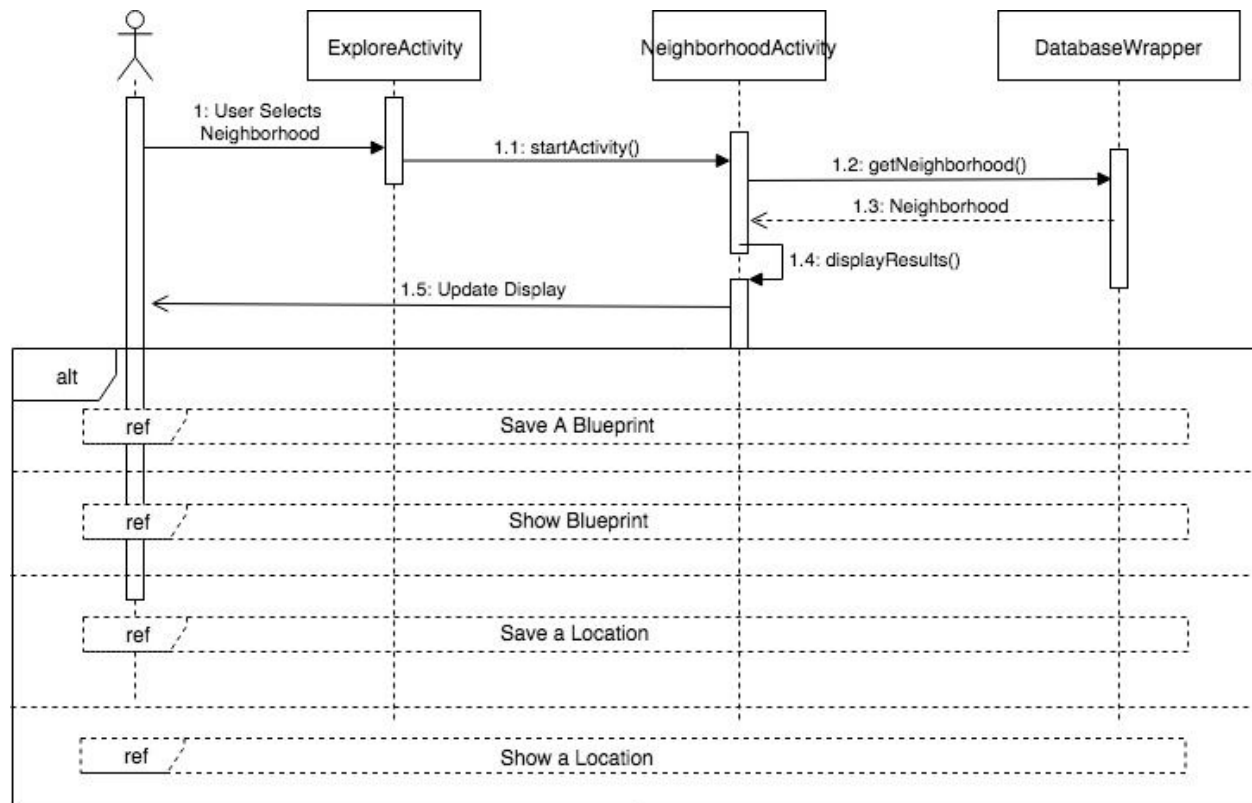 ExploreActivity
NeighborhoodActivity
DatabaseWrapper
1: User Selects
Neighborhood
1.1: startActivity()
1.2: getNeighborhood()
1.3: Neighborhood
1.4: displayResults()
1.5: Update Display
alt
ref
Save A Blueprint
ref
Show Blueprint
ref
Save a Location
ref
Show a Location